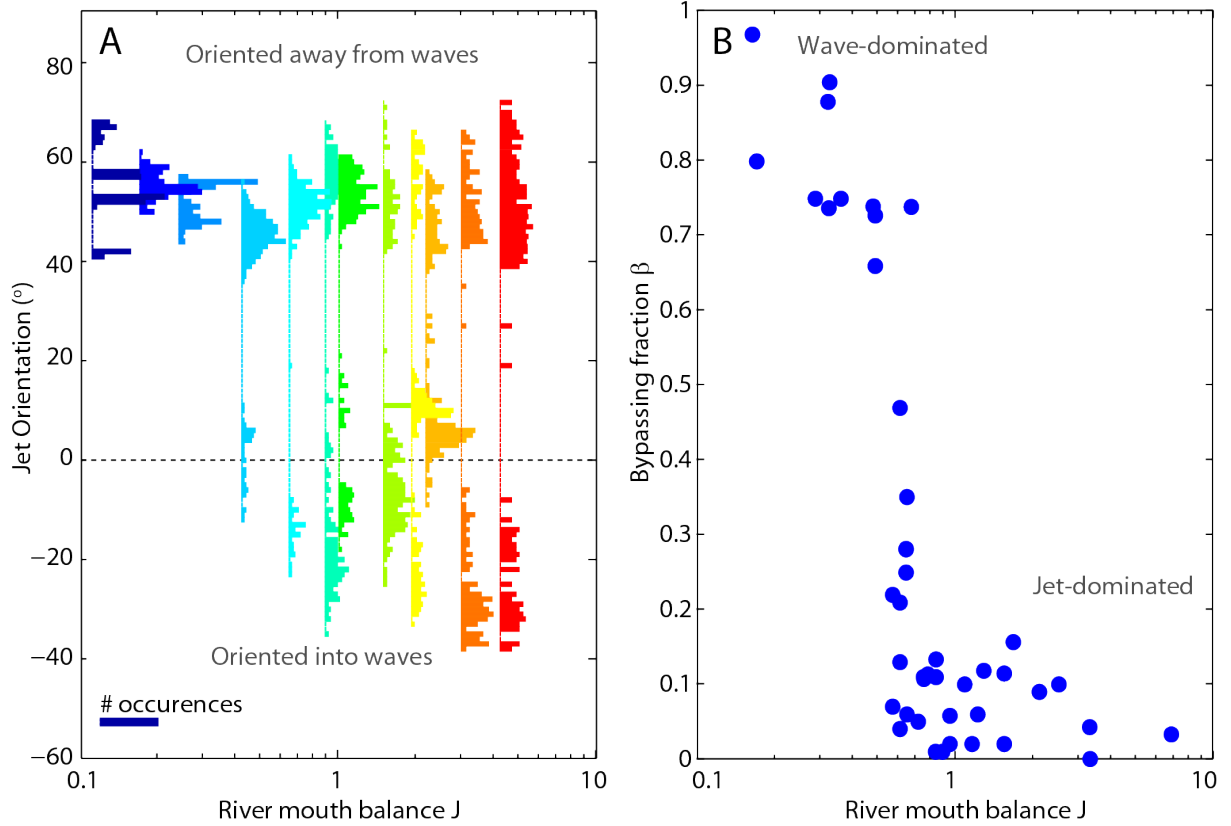 A
Oriented away from waves
80
60
40
20
0
−20
−40
−60
Jet Orientation (°)
Oriented into waves
# occurences
0.1
1
10
River mouth balance J
B
Wave-dominated
Jet-dominated
1
0.9
0.8
0.7
0.6
0.5
0.4
0.3
0.2
0.1
0
Bypassing fraction β
0.1
1
10
River mouth balance J